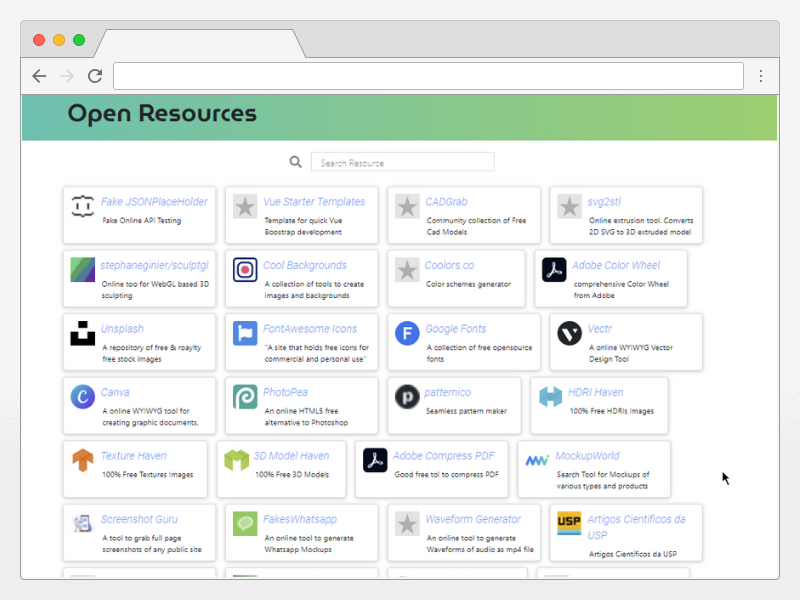 Open Resources
Search Resource
Fake JSONPlaceHolder
Fake Online API Testing
Vue Starter Templates
Template for quick Vue
Boostrap development
CADGrab
Community collection of Free
Cad Models
svg2stl
Online extrusion tool. Converts
2D SVG to 3D extruded model
stephaneginier/sculptgl
Online too for WebGL based 3D
sculpting
Cool Backgrounds
A collection of tools to create
images and backgrounds
Coolors.co
Color schemes generator
Adobe Color Wheel
comprehensive Color Wheel
from Adobe
Unsplash
A repository of free & roaylty
free stock images
FontAwesome Icons
"A site that holds free icons for
commercial and personal use"
F
Google Fonts
A collection of free opensource
fonts
Vectr
A online WYIWYG Vector
Design Tool
C
Canva
A online WYIWYG tool for
creating graphic documents.
PhotoPea
An online HTML5 free
alternative to Photoshop
p
patternico
Seamless pattern maker
HDRI Haven
100% Free HDRIs Images
Texture Haven
100% Free Textures Images
3D Model Haven
100% Free 3D Models
Adobe Compress PDF
Good free tol to compress PDF
MockupWorld
Search Tool for Mockups of
various types and products
Screenshot Guru
A tool to grab full page
screenshots of any public site
FakesWhatsapp
An online tool to generate
Whatsapp Mockups
Waveform Generator
An online tool to generate
Waveforms of audio as mp4 file
USP
Artigos Científicos da
USP
Artigos Científicos da USP